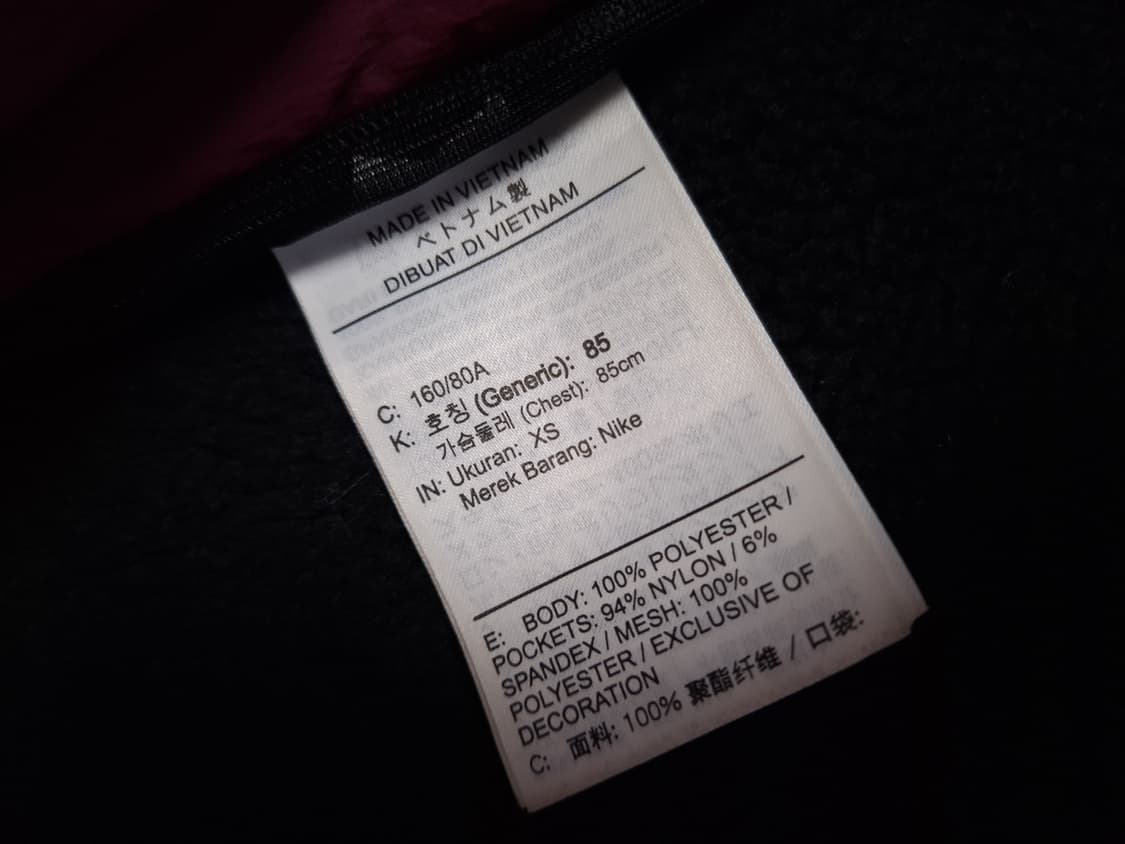 MADE IN VIETNAM
ベトナム製
DIBUAT DI VIETNAM
C: 160/80A
K: 호칭 (Generic): 85
가슴둘레 (Chest): 85cm
IN: Ukuran: XS
Merek Barang: Nike
E: BODY: 100% POLYESTER /
POCKETS: 94% NYLON / 6%
SPANDEX / MESH: 100%
POLYESTER / EXCLUSIVE OF
DECORATION
C: 面料: 100% 聚酯纤维 / 口袋: